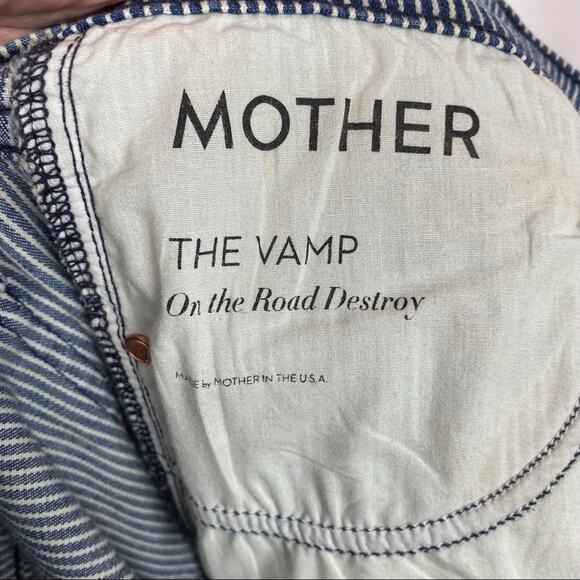 MOTHER
THE VAMP
On the Road Destroy
MADE by MOTHER IN THE U.S.A.